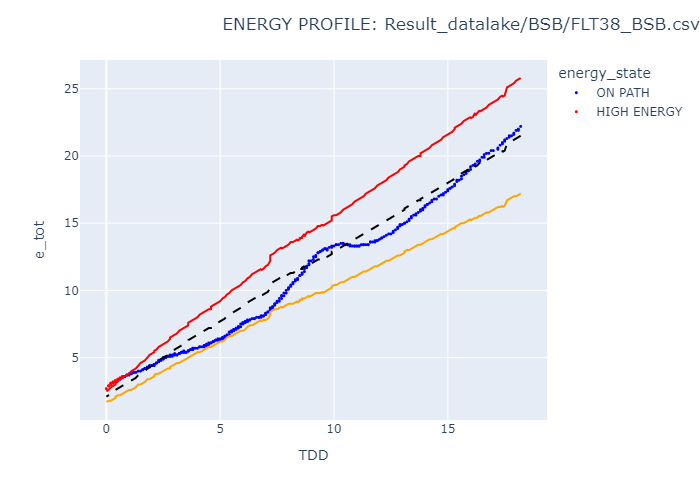 ENERGY PROFILE: Result_datalake/BSB/FLT38_BSB.csv
energy_state
ON PATH
HIGH ENERGY
25
20
15
10
5
e_tot
0
5
10
15
TDD